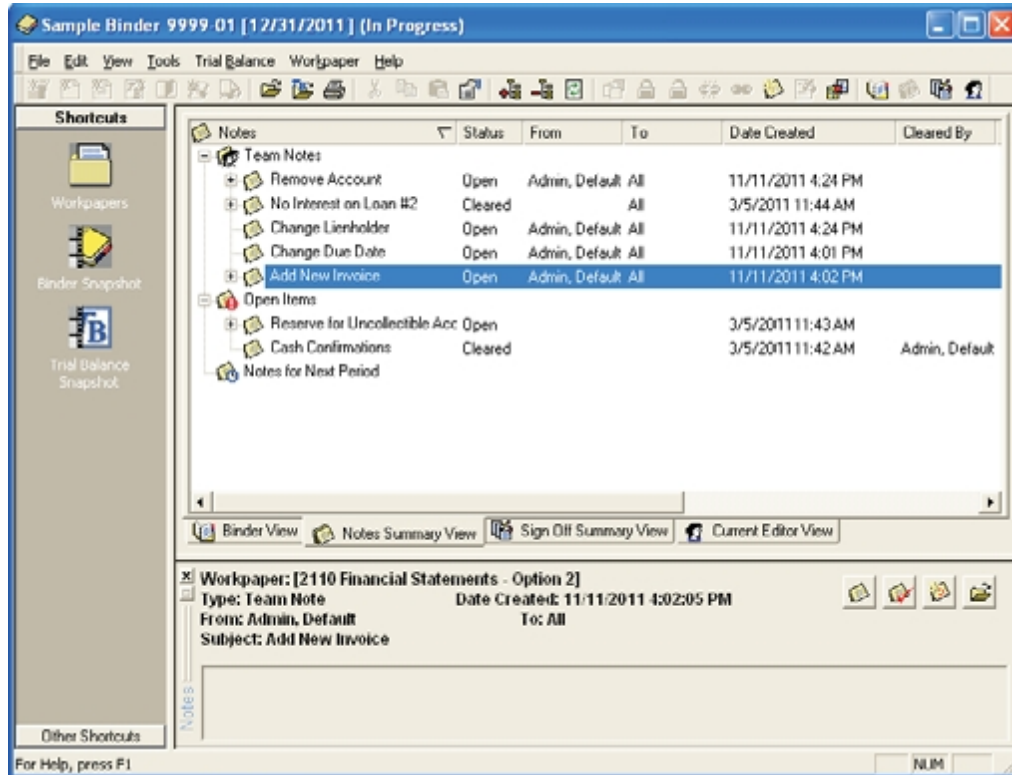 Sample Binder 9999-01 [12/31/2011] (In Progress)
File Edit View Tools Trial Balance Workpaper Help
Shortcuts
Workpapers
Binder Snapshot
Trial Balance
Snapshot
Other Shortcuts
Notes Status From To Date Created Cleared By
Team Notes
Remove Account Open Admin, Default All 11/11/2011 4:24 PM
No Interest on Loan #2 Cleared All 3/5/2011 11:44 AM
Change Lienholder Open Admin, Default All 11/11/2011 4:24 PM
Change Due Date Open Admin, Default All 11/11/2011 4:01 PM
Add New Invoice Open Admin, Default All 11/11/2011 4:02 PM
Open Items
Reserve for Uncollectible Acc Open 3/5/2011 11:43 AM
Cash Confirmations Cleared 3/5/2011 11:42 AM Admin, Default
Notes for Next Period
Binder View Notes Summary View Sign Off Summary View Current Editor View
Workpaper: [2110 Financial Statements - Option 2]
Type: Team Note Date Created: 11/11/2011 4:02:05 PM
From: Admin, Default To: All
Subject: Add New Invoice
Notes
For Help, press F1 NUM